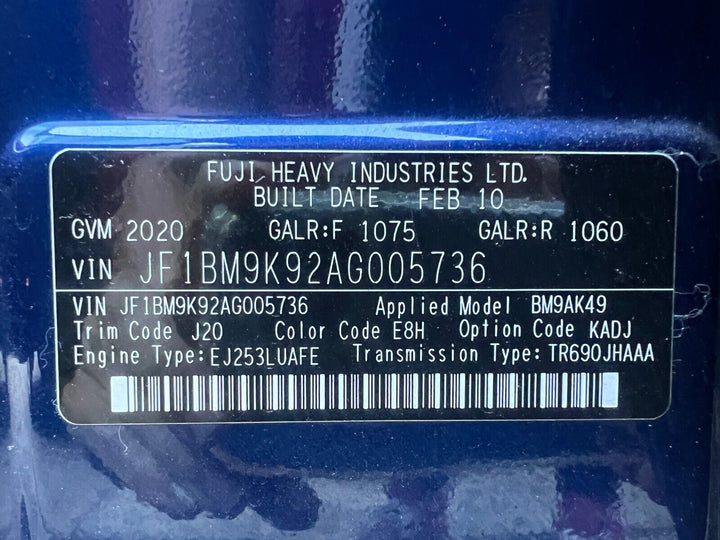 FUJI HEAVY INDUSTRIES LTD.
BUILT DATE FEB 10
GVM 2020 GALR:F 1075 GALR:R 1060
VIN JF1BM9K92AG005736
VIN JF1BM9K92AG005736 Applied Model BM9AK49
Trim Code J20 Color Code E8H Option Code KADJ
Engine Type:EJ253LUAFE Transmission Type:TR690JHAAA